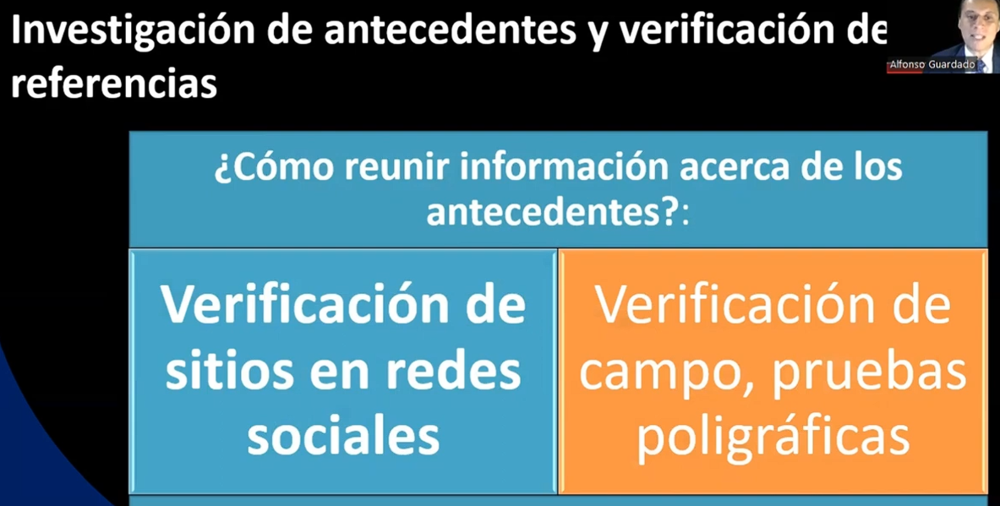 Investigación de antecedentes y verificación de
referencias
Alfonso Guardado
¿Cómo reunir información acerca de los
antecedentes?:
Verificación de
sitios en redes
sociales
Verificación de
campo, pruebas
poligráficas